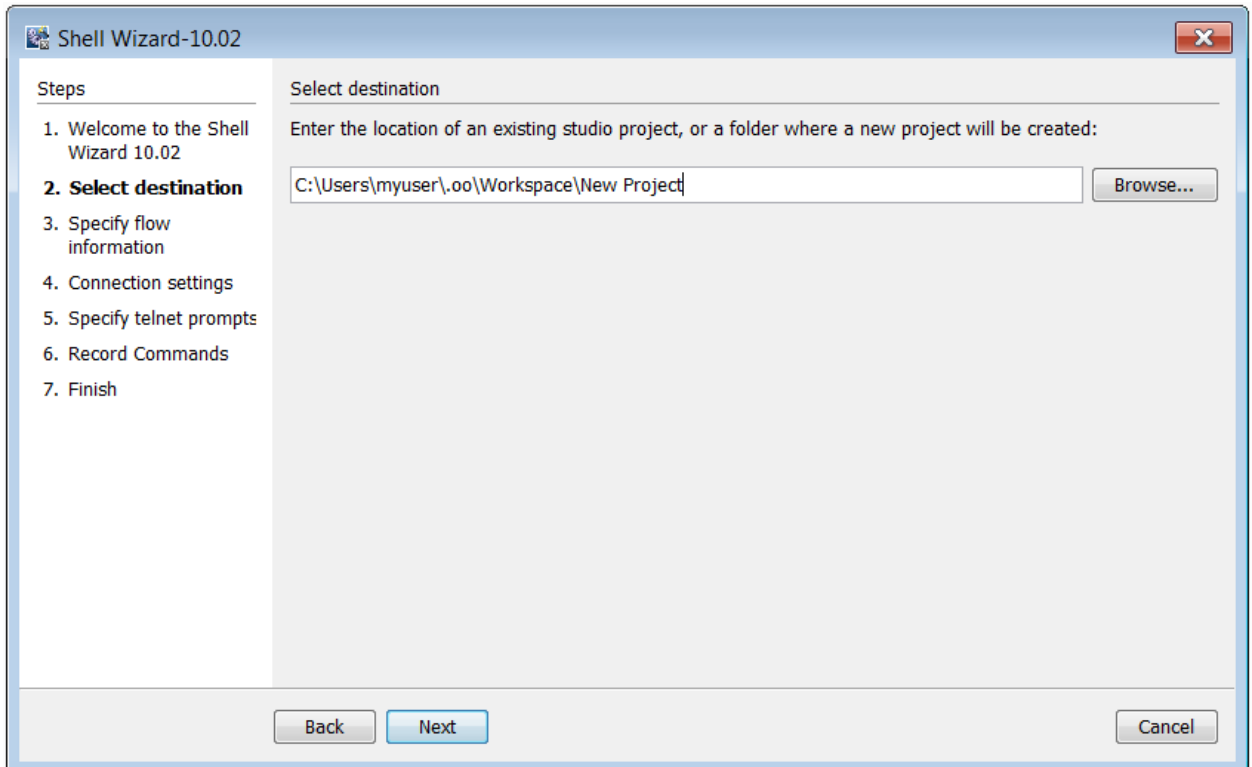 Shell Wizard-10.02
Steps
1. Welcome to the Shell
Wizard 10.02
2. Select destination
3. Specify flow
information
4. Connection settings
5. Specify telnet prompts
6. Record Commands
7. Finish
Select destination
Enter the location of an existing studio project, or a folder where a new project will be created:
C:\Users\myuser\.oo\Workspace\New Project
Browse...
Back
Next
Cancel